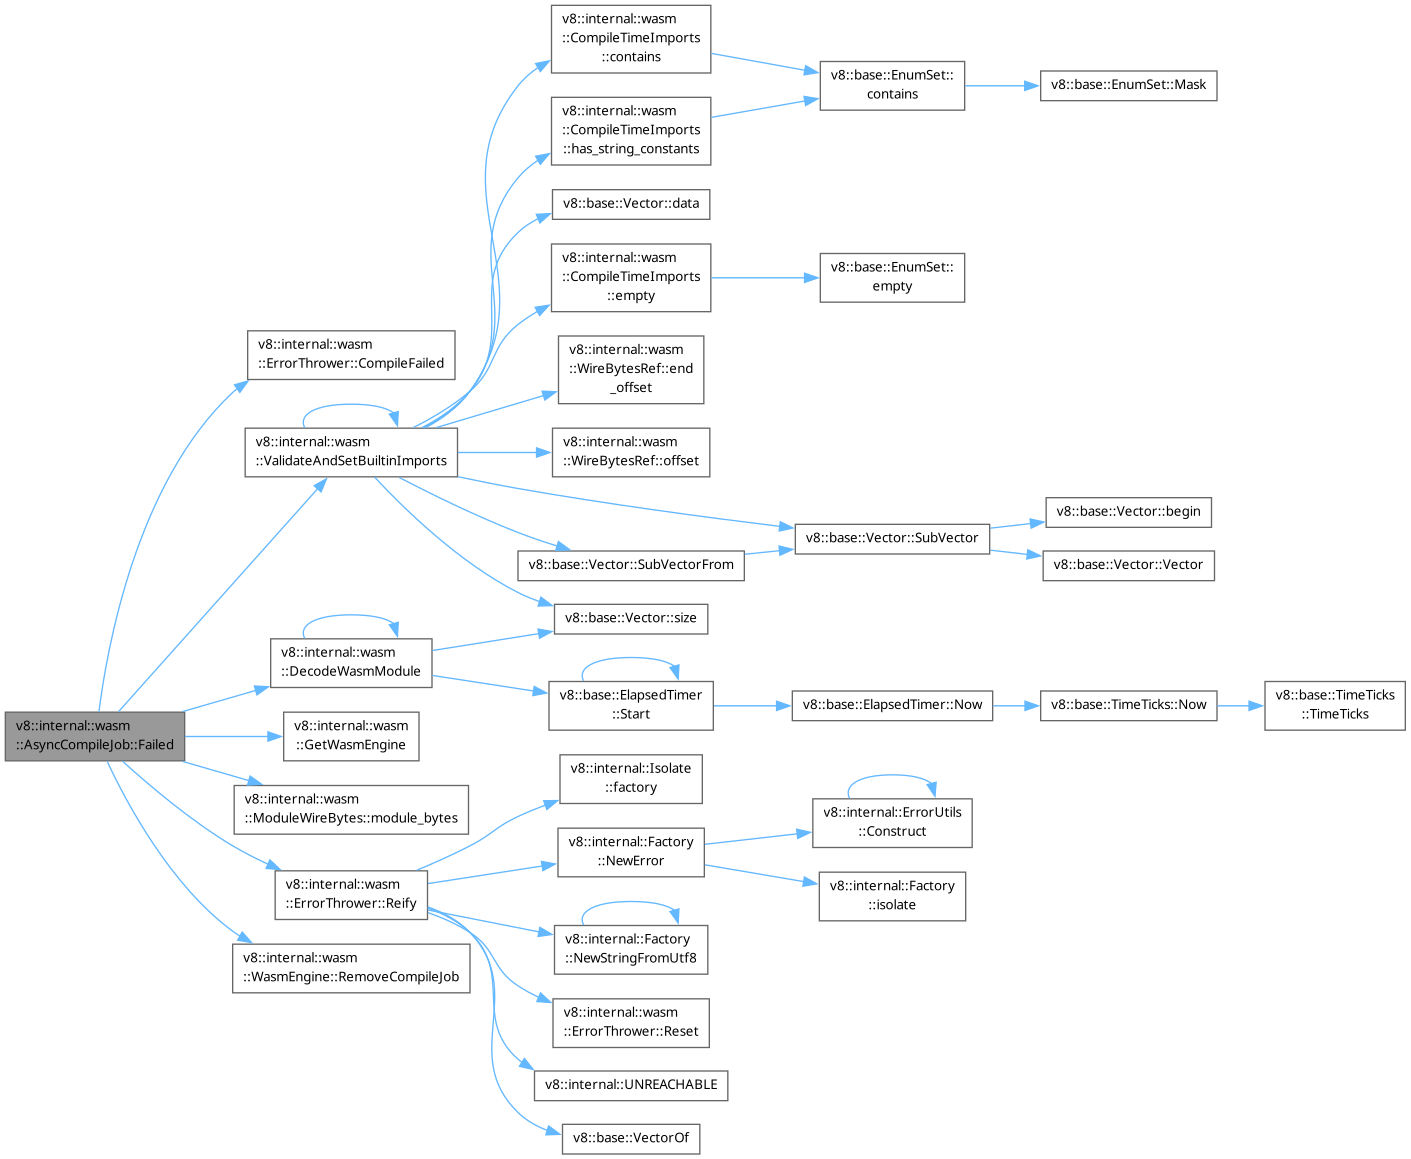 v8::internal::wasm
::AsyncCompileJob::Failed
v8::internal::wasm
::ErrorThrower::CompileFailed
v8::internal::wasm
::ValidateAndSetBuiltinImports
v8::internal::wasm
::DecodeWasmModule
v8::internal::wasm
::GetWasmEngine
v8::internal::wasm
::ModuleWireBytes::module_bytes
v8::internal::wasm
::ErrorThrower::Reify
v8::internal::wasm
::WasmEngine::RemoveCompileJob
v8::internal::wasm
::CompileTimeImports
::contains
v8::internal::wasm
::CompileTimeImports
::has_string_constants
v8::base::Vector::data
v8::internal::wasm
::CompileTimeImports
::empty
v8::internal::wasm
::WireBytesRef::end
_offset
v8::internal::wasm
::WireBytesRef::offset
v8::base::Vector::SubVectorFrom
v8::base::Vector::size
v8::base::ElapsedTimer
::Start
v8::internal::Isolate
::factory
v8::internal::Factory
::NewError
v8::internal::Factory
::NewStringFromUtf8
v8::internal::wasm
::ErrorThrower::Reset
v8::internal::UNREACHABLE
v8::base::VectorOf
v8::base::EnumSet::
contains
v8::base::EnumSet::
empty
v8::base::Vector::SubVector
v8::base::ElapsedTimer::Now
v8::internal::ErrorUtils
::Construct
v8::internal::Factory
::isolate
v8::base::EnumSet::Mask
v8::base::Vector::begin
v8::base::Vector::Vector
v8::base::TimeTicks::Now
v8::base::TimeTicks
::TimeTicks